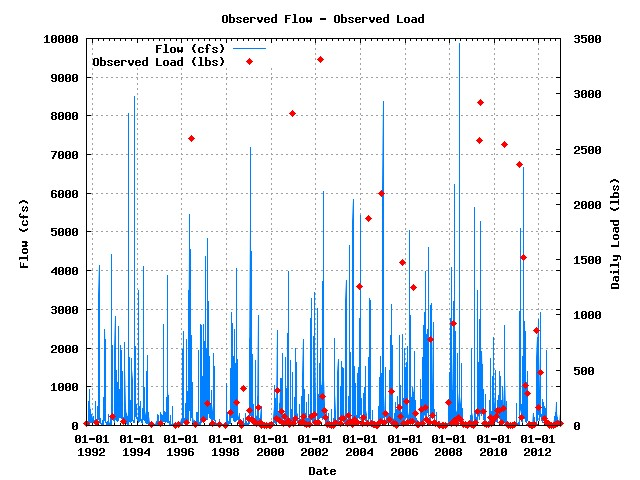 Observed Flow - Observed Load
Flow (cfs)
Observed Load (lbs)
Flow (cfs)
10000
9000
8000
7000
6000
5000
4000
3000
2000
1000
0
3500
3000
2500
2000
1500
1000
500
0
Daily Load (lbs)
01-01 01-01 01-01 01-01 01-01 01-01 01-01 01-01 01-01 01-01 01-01
1992 1994 1996 1998 2000 2002 2004 2006 2008 2010 2012
Date